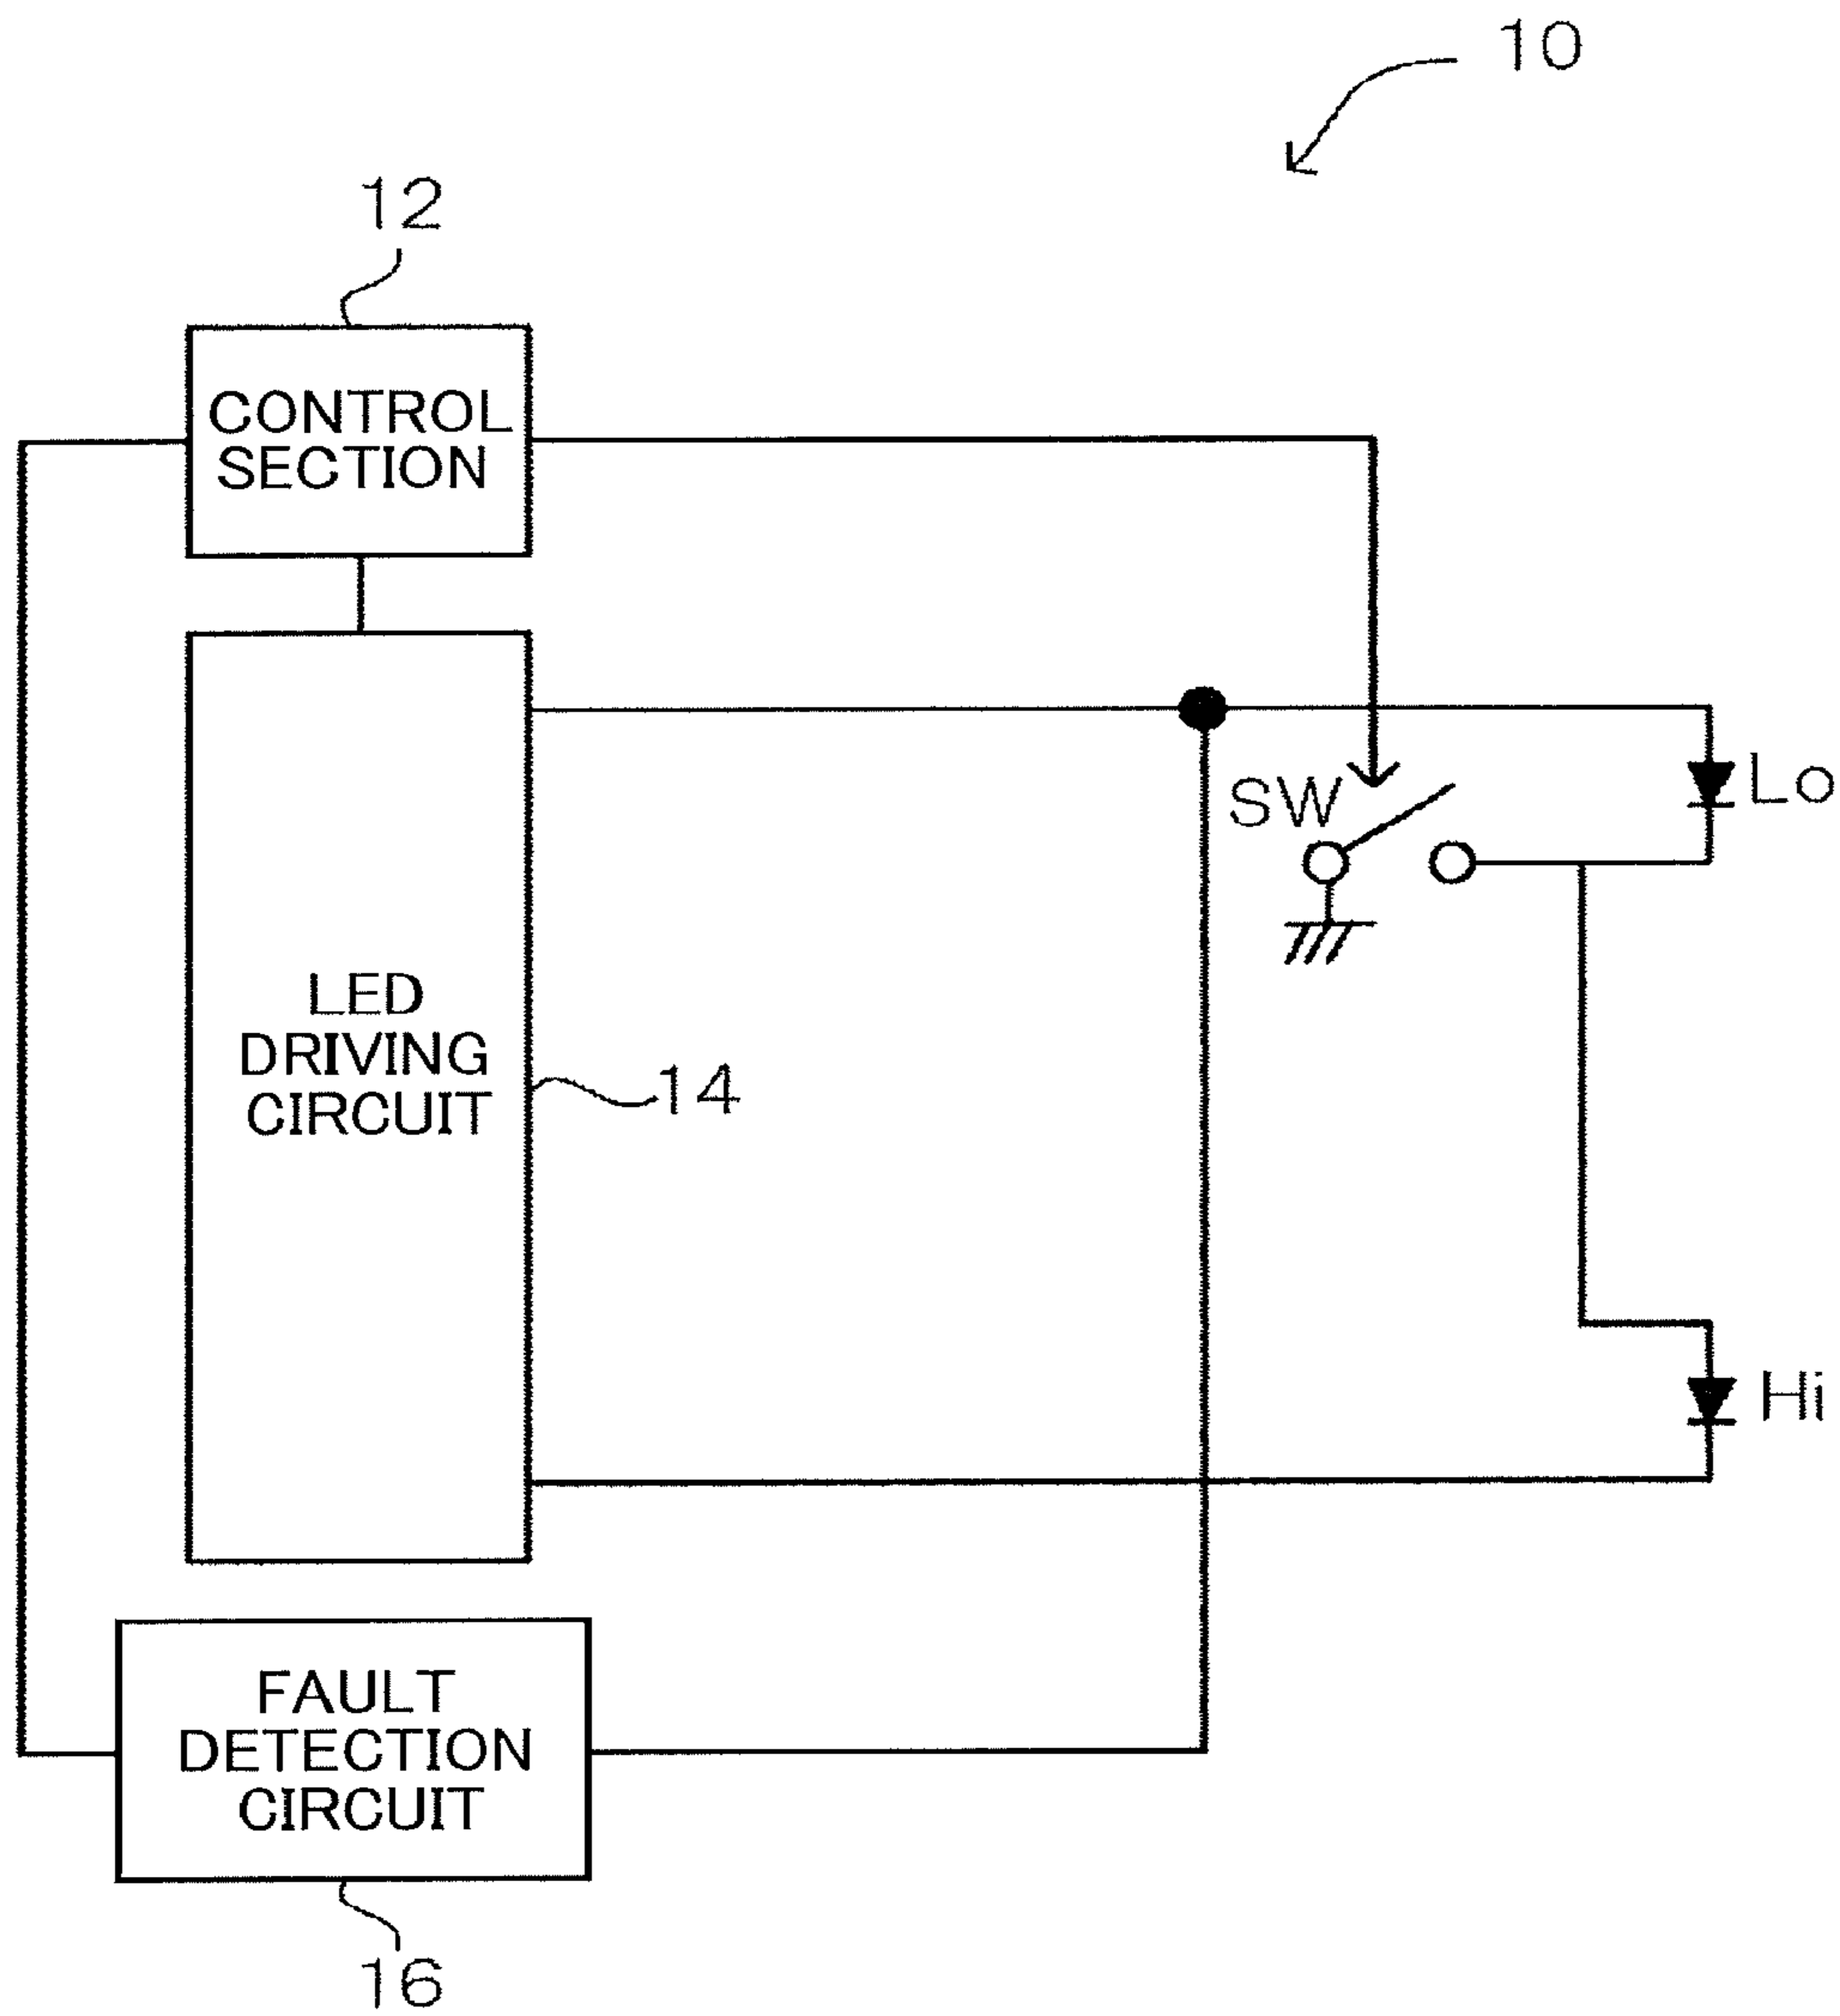 10
12
CONTROL
SECTION
SW
Lo
LED
DRIVING
CIRCUIT
14
Hi
FAULT
DETECTION
CIRCUIT
16